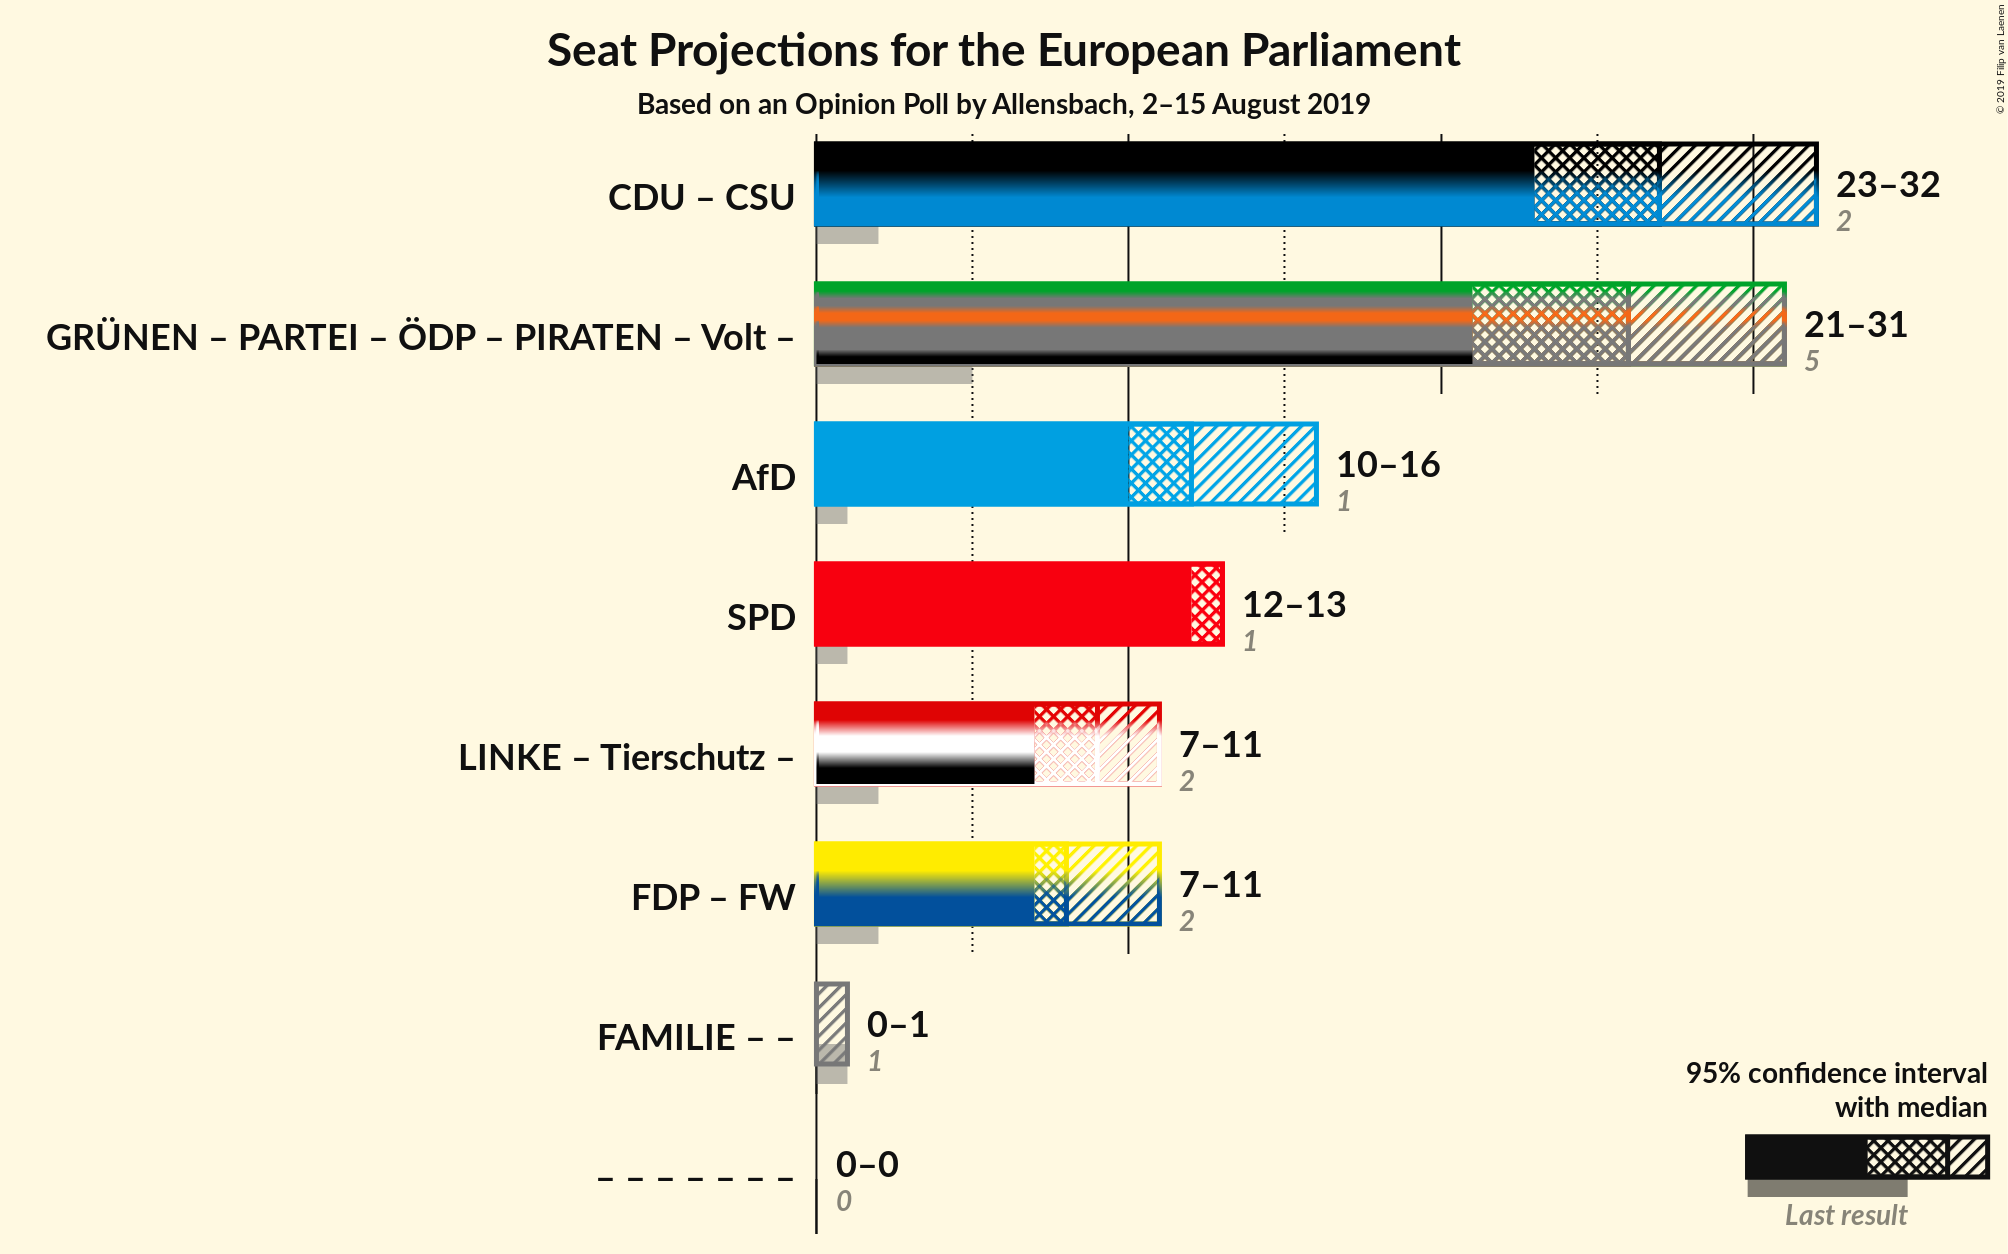 Seat Projections for the European Parliament
Based on an Opinion Poll by Allensbach, 2–15 August 2019
© 2019 Filip van Laenen
CDU – CSU
23–32
2
GRÜNEN – PARTEI – ÖDP – PIRATEN – Volt –
21–31
5
AfD
10–16
1
SPD
12–13
1
LINKE – Tierschutz –
7–11
2
FDP – FW
7–11
2
FAMILIE – –
0–1
1
– – – – – – –
0–0
0
95% confidence interval
with median
Last result